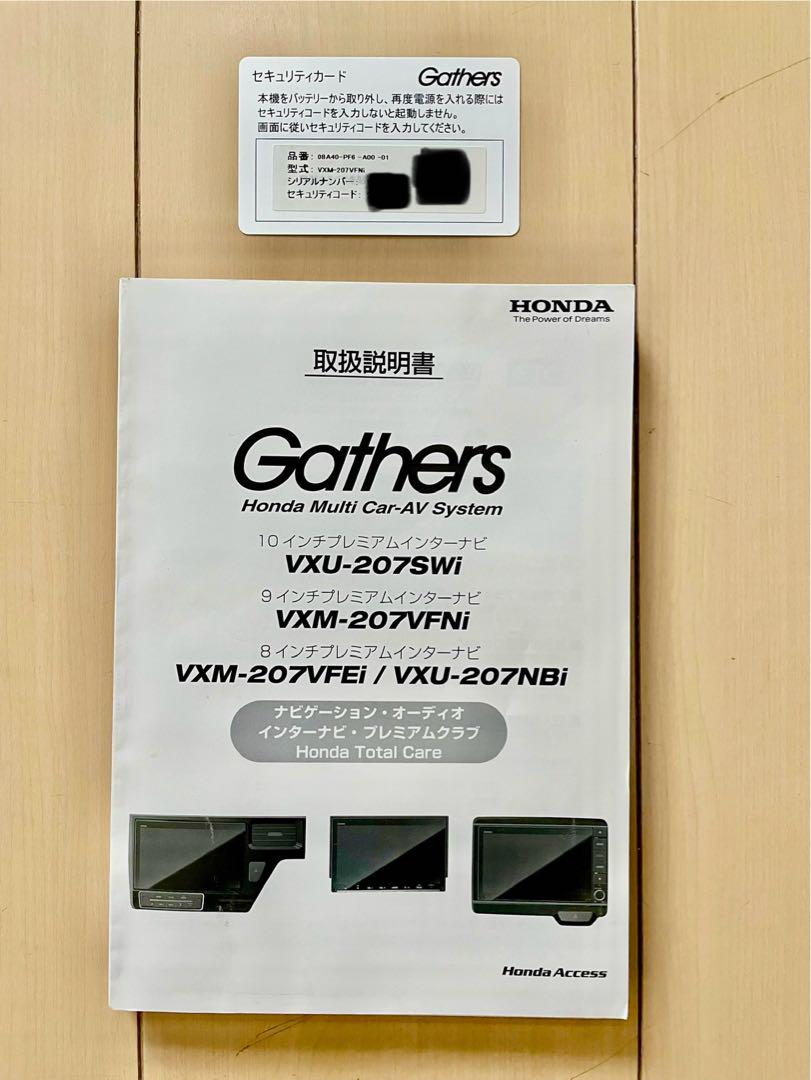 セキュリティカード
Gathers
本機をバッテリーから取り外し、再度電源を入れる際には
セキュリティコードを入力しないと起動しません。
画面に従いセキュリティコードを入力してください。
品番: 08A40-PF6 -A00 -01
型式: VXM-207VFNi
シリアルナンバー:
セキュリティコード:
HONDA
The Power of Dreams
取扱説明書
Gathers
Honda Multi Car-AV System
10インチプレミアムインターナビ
VXU-207SWi
9インチプレミアムインターナビ
VXM-207VFNi
8インチプレミアムインターナビ
VXM-207VFEi / VXU-207NBi
ナビゲーション・オーディオ
インターナビ・プレミアムクラブ
Honda Total Care
Honda Access